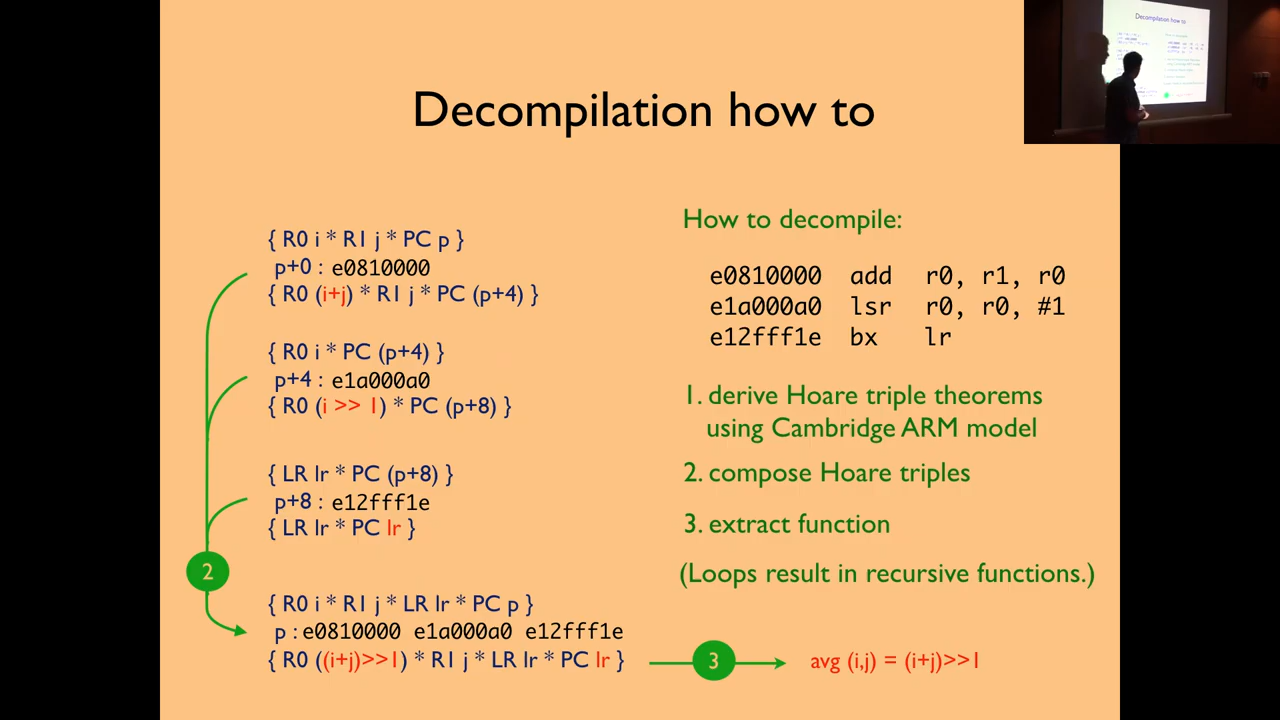 Decompilation how to
{ R0 i * R1 j * PC p }
p+0 : e0810000
{ R0 (i+j) * R1 j * PC (p+4) }
{ R0 i * PC (p+4) }
p+4 : e1a000a0
{ R0 (i >> 1) * PC (p+8) }
{ LR lr * PC (p+8) }
p+8 : e12fff1e
{ LR lr * PC lr }
2
{ R0 i * R1 j * LR lr * PC p }
p : e0810000 e1a000a0 e12fff1e
{ R0 ((i+j)>>1) * R1 j * LR lr * PC lr }
3
avg (i,j) = (i+j)>>1
How to decompile:
e0810000 add r0, r1, r0
e1a000a0 lsr r0, r0, #1
e12fff1e bx lr
1. derive Hoare triple theorems
using Cambridge ARM model
2. compose Hoare triples
3. extract function
(Loops result in recursive functions.)
Decompilation how to